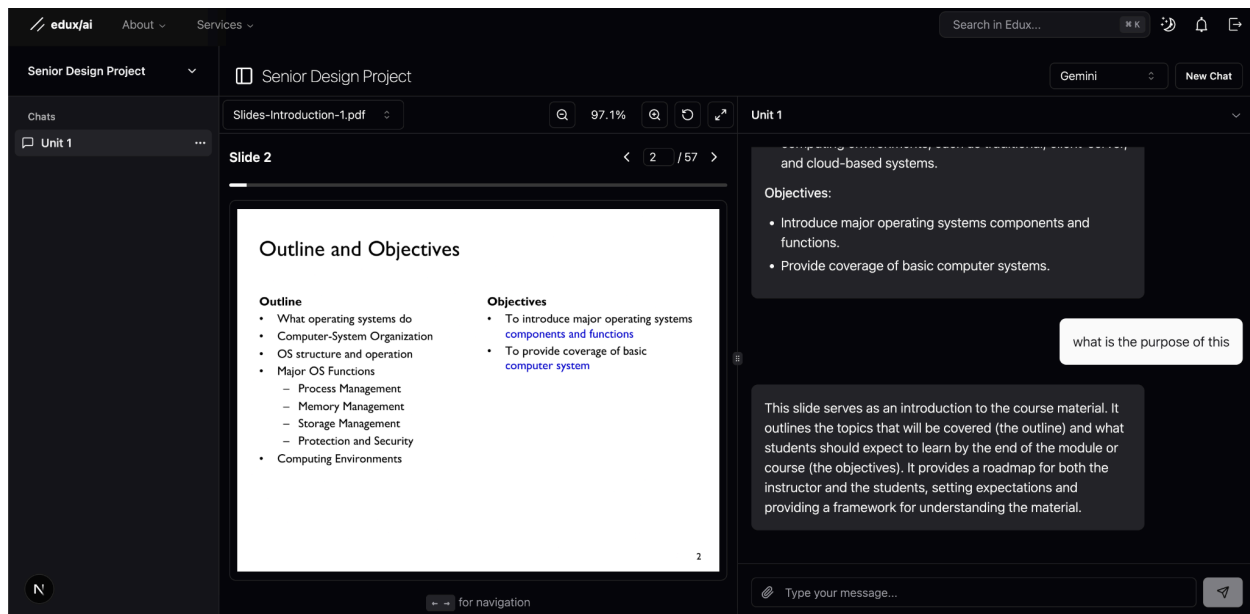 edux/ai
About
Services
Search in Edux...
⌘ K
Senior Design Project
Senior Design Project
Gemini
New Chat
Chats
Unit 1
Slides-Introduction-1.pdf
97.1%
Slide 2
2 / 57
Outline and Objectives
Outline
• What operating systems do
• Computer-System Organization
• OS structure and operation
• Major OS Functions
– Process Management
– Memory Management
– Storage Management
– Protection and Security
• Computing Environments
Objectives
• To introduce major operating systems
components and functions
• To provide coverage of basic
computer system
2
← → for navigation
Unit 1
computing environments, such as traditional, client-server,
and cloud-based systems.
Objectives:
• Introduce major operating systems components and
functions.
• Provide coverage of basic computer systems.
what is the purpose of this
This slide serves as an introduction to the course material. It
outlines the topics that will be covered (the outline) and what
students should expect to learn by the end of the module or
course (the objectives). It provides a roadmap for both the
instructor and the students, setting expectations and
providing a framework for understanding the material.
Type your message...
N